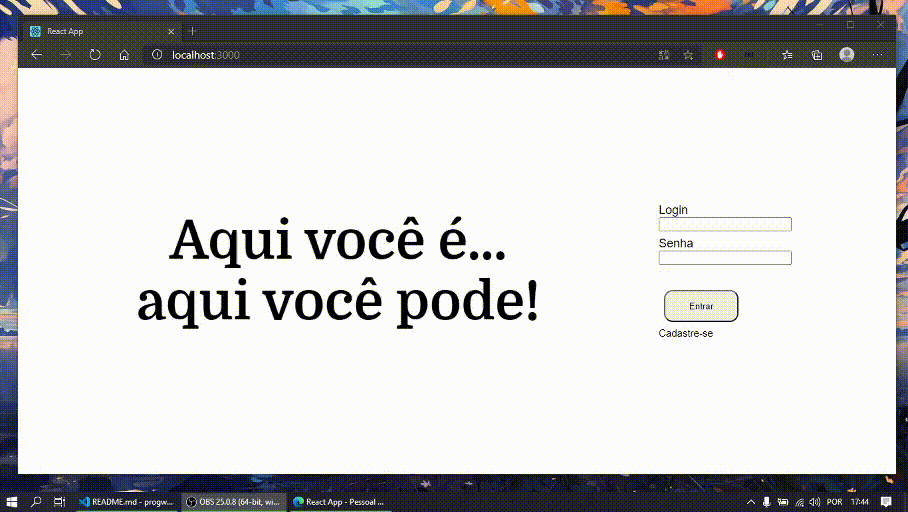 React App
localhost:3000
Aqui você é...
aqui você pode!
Login
Senha
Entrar
Cadastre-se
README.md - progw...
OBS 25.0.8 (64-bit, wi...
React App - Pessoal ...
POR
17:44